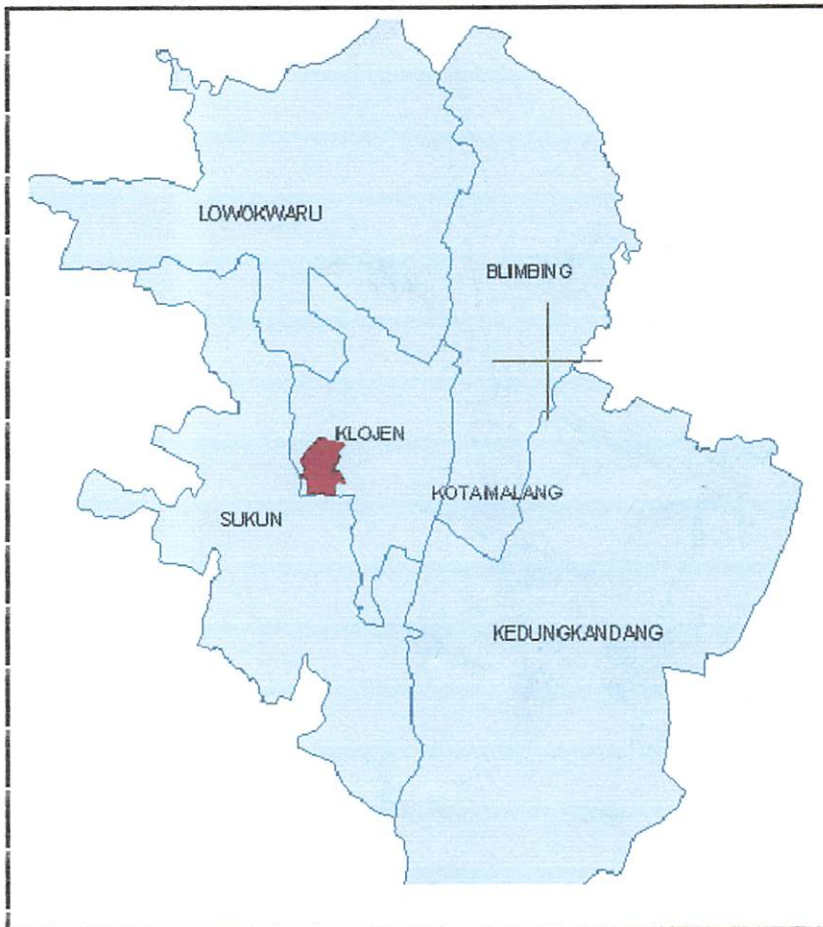 LOWOKWARU
BLIMBING
KLOJEN
KOTAMALANG
SUKUN
KEDUNGKANDANG